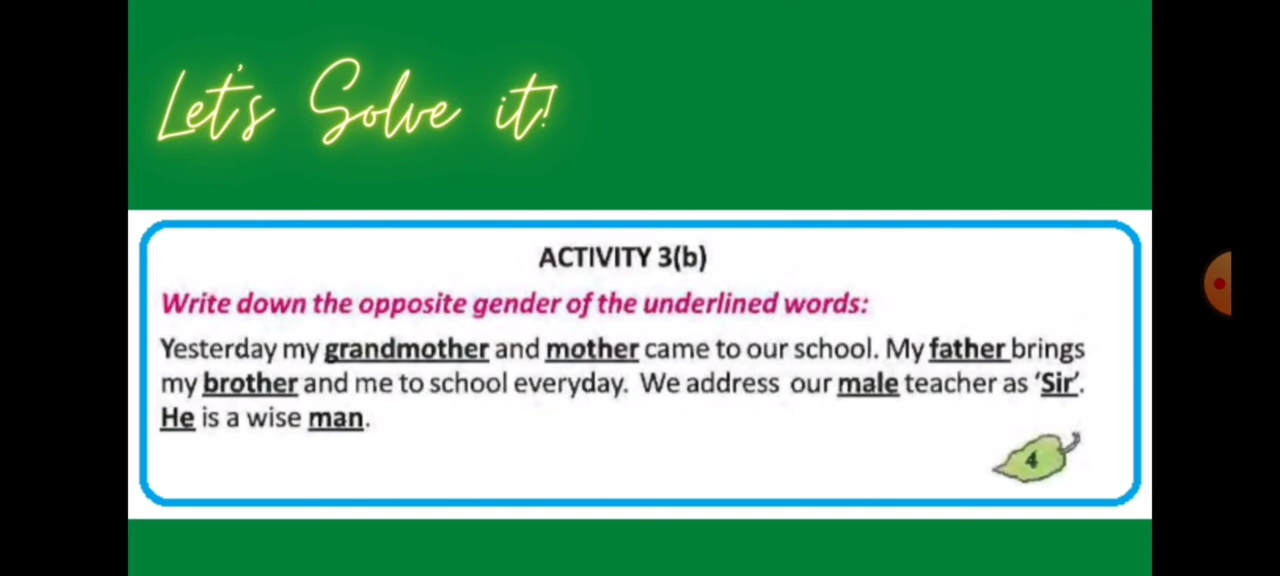 Let's Solve it!
ACTIVITY 3(b)
Write down the opposite gender of the underlined words:
Yesterday my grandmother and mother came to our school. My father brings
my brother and me to school everyday. We address our male teacher as ‘Sir’.
He is a wise man.
4